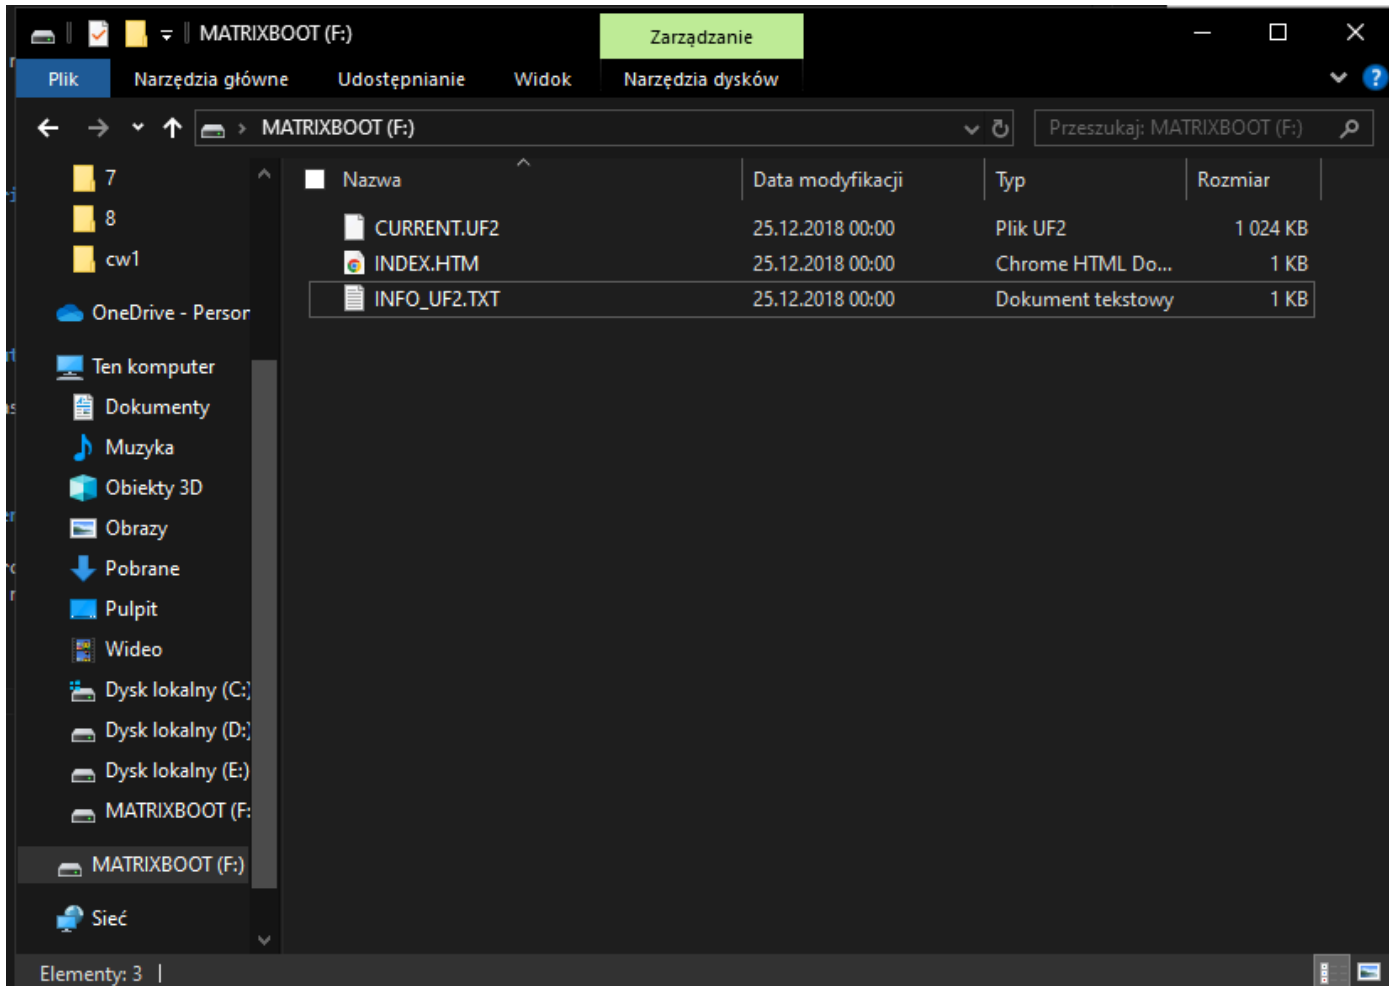 MATRIXBOOT (F:)
Zarządzanie
Plik
Narzędzia główne
Udostępnianie
Widok
Narzędzia dysków
MATRIXBOOT (F:)
Przeszukaj: MATRIXBOOT (F:)
7
8
cw1
OneDrive - Person
Ten komputer
Dokumenty
Muzyka
Obiekty 3D
Obrazy
Pobrane
Pulpit
Wideo
Dysk lokalny (C:)
Dysk lokalny (D:)
Dysk lokalny (E:)
MATRIXBOOT (F:
MATRIXBOOT (F:)
Sieć
Nazwa Data modyfikacji Typ Rozmiar
CURRENT.UF2 25.12.2018 00:00 Plik UF2 1 024 KB
INDEX.HTM 25.12.2018 00:00 Chrome HTML Do... 1 KB
INFO_UF2.TXT 25.12.2018 00:00 Dokument tekstowy 1 KB
Elementy: 3